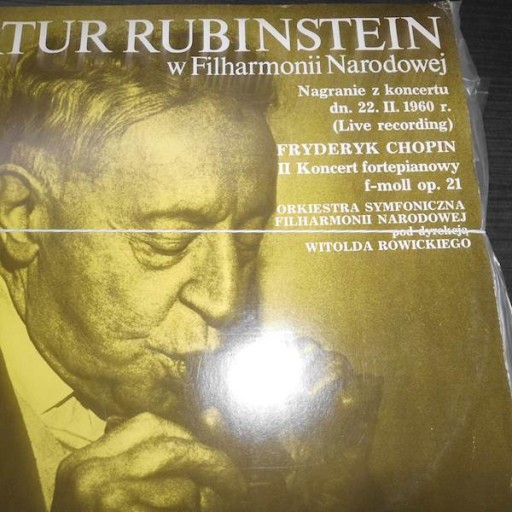 TUR RUBINSTEIN
w Filharmonii Narodowej
Nagranie z koncertu
dn. 22. II. 1960 r.
(Live recording)
FRYDERYK CHOPIN
II Koncert fortepianowy
f-moll op. 21
ORKIESTRA SYMFONICZNA
FILHARMONII NARODOWEJ
pod dyrekcją
WITOLDA ROWICKIEGO